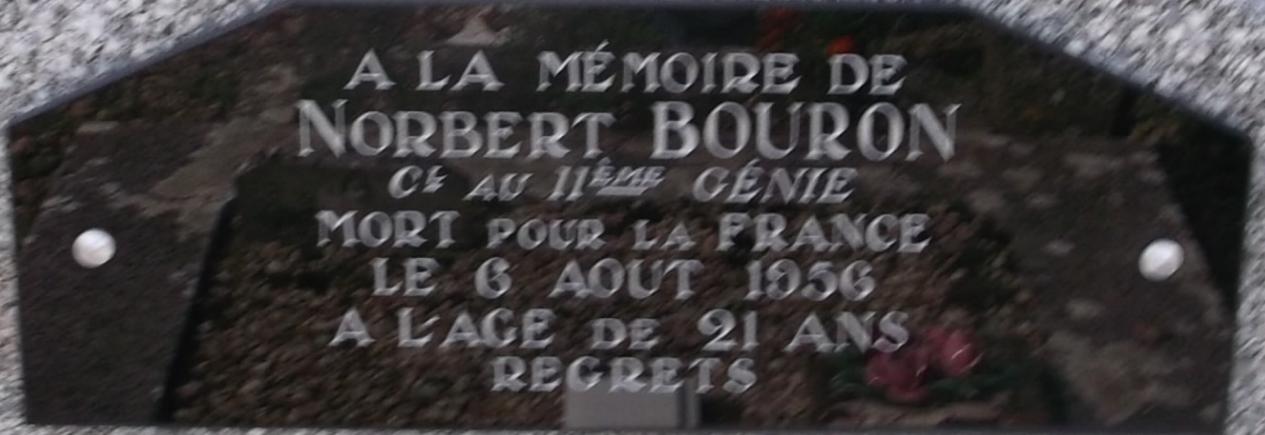 A LA MÉMOIRE DE
NORBERT BOURON
Cˡ AU 11ÈME GÉNIE
MORT POUR LA FRANCE
LE 6 AOUT 1956
A L'AGE DE 21 ANS
REGRETS